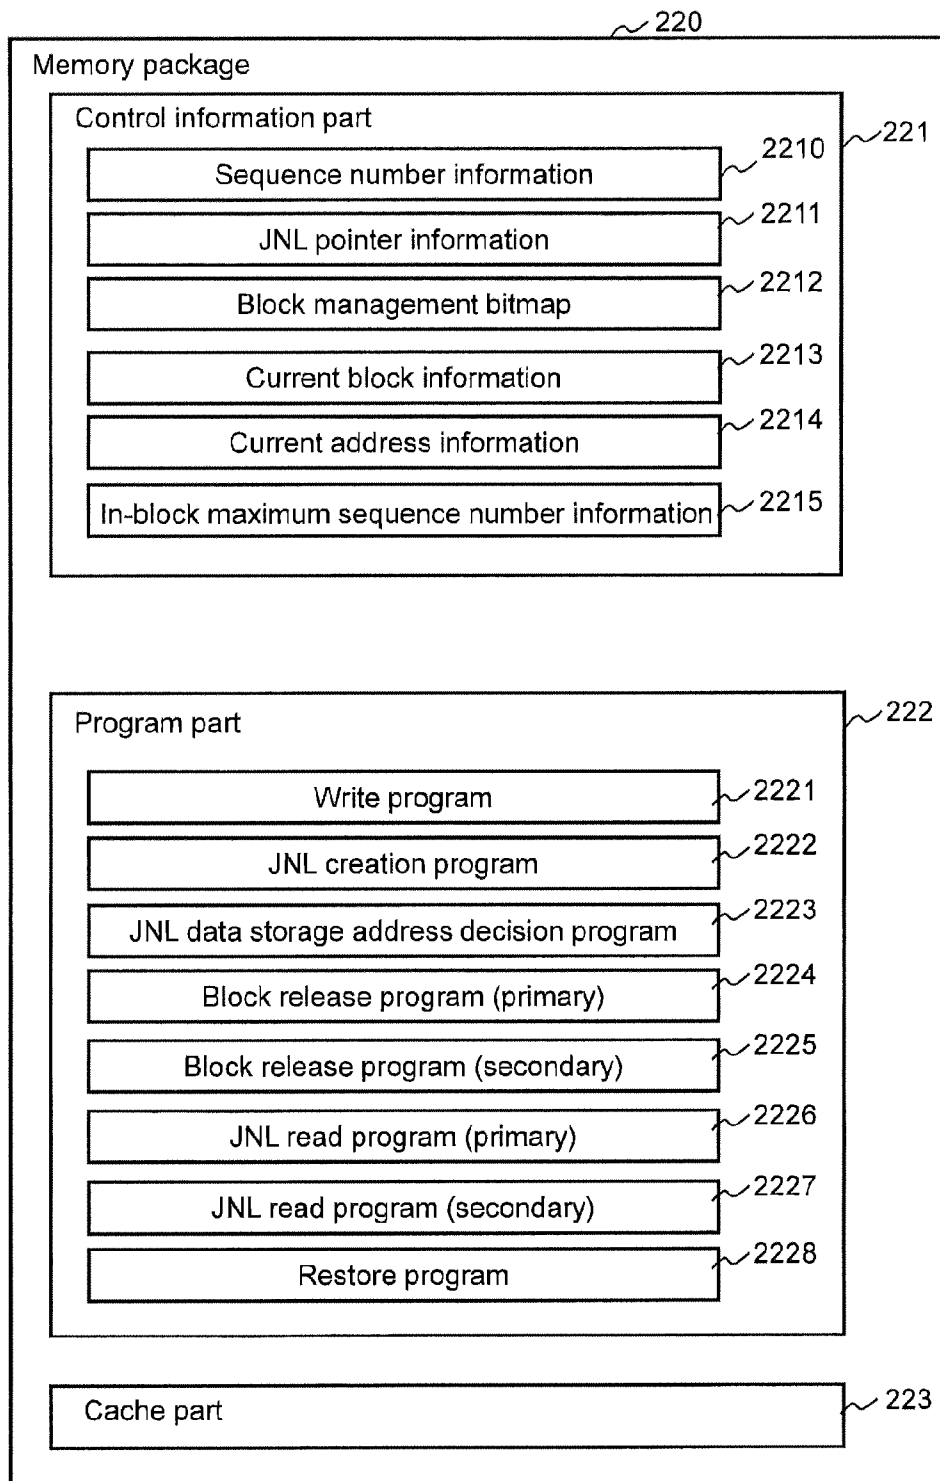 220
Memory package
Control information part
221
Sequence number information
2210
JNL pointer information
2211
Block management bitmap
2212
Current block information
2213
Current address information
2214
In-block maximum sequence number information
2215
Program part
222
Write program
2221
JNL creation program
2222
JNL data storage address decision program
2223
Block release program (primary)
2224
Block release program (secondary)
2225
JNL read program (primary)
2226
JNL read program (secondary)
2227
Restore program
2228
Cache part
223